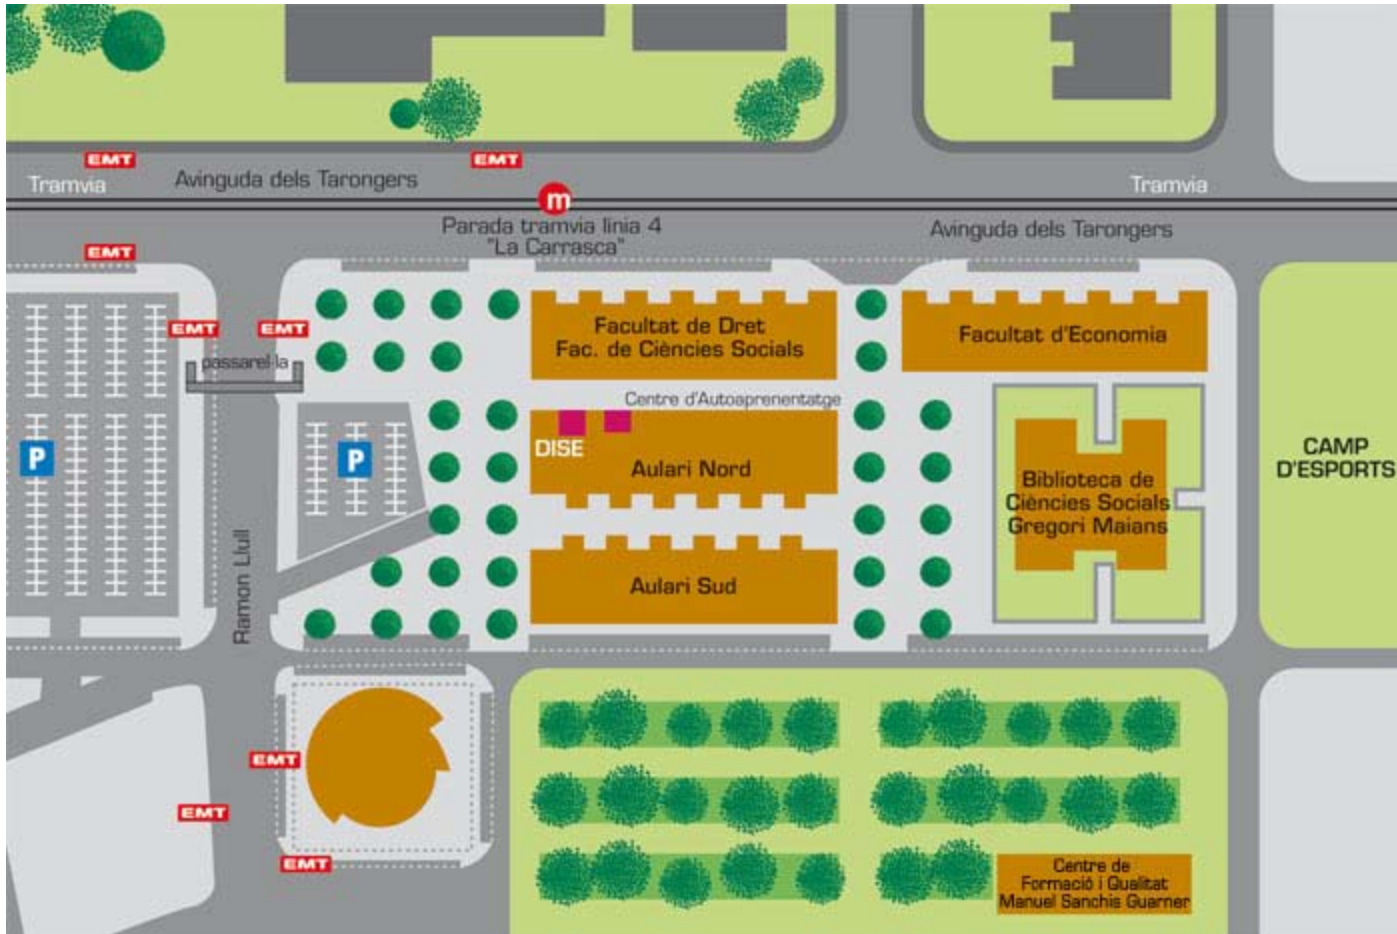 EMT
EMT
Tramvia
Avinguda dels Tarongers
Tramvia
m
Parada tramvia linia 4
"La Carrasca"
Avinguda dels Tarongers
EMT
EMT
EMT
passarel·la
Facultat de Dret
Fac. de Ciències Socials
Facultat d'Economia
Centre d'Autoaprenentatge
DISE
Aulari Nord
P
P
CAMP
D'ESPORTS
Biblioteca de
Ciències Socials
Gregori Maians
Ramon Llull
Aulari Sud
EMT
EMT
EMT
Centre de
Formació i Qualitat
Manuel Sanchis Guarner